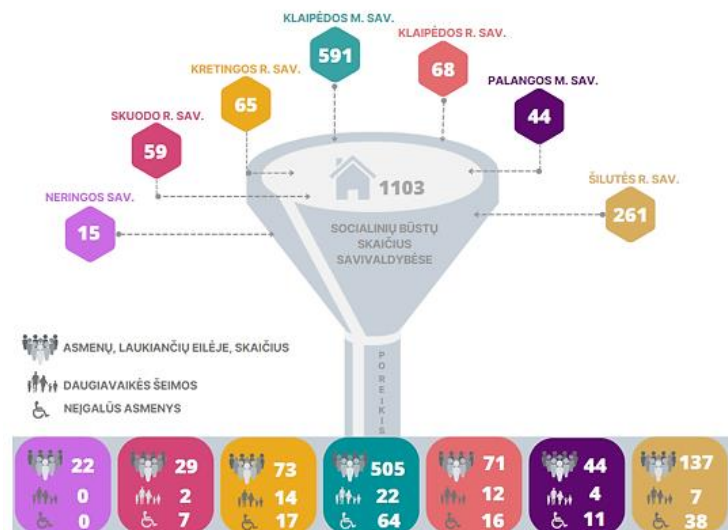 KLAIPĖDOS M. SAV.
591
KLAIPĖDOS R. SAV.
68
KRETINGOS R. SAV.
65
PALANGOS M. SAV.
44
SKUODO R. SAV.
59
ŠILUTĖS R. SAV.
261
NERINGOS SAV.
15
1103
SOCIALINIŲ BŪSTŲ
SKAIČIUS
SAVIVALDYBĖSE
ASMENŲ, LAUKIANČIŲ EILĖJE, SKAIČIUS
DAUGIAVAIKĖS ŠEIMOS
NEĮGALŪS ASMENYS
POREIKIS
22 29 73 505 71 44 137
0 2 14 22 12 4 7
0 7 17 64 16 11 38